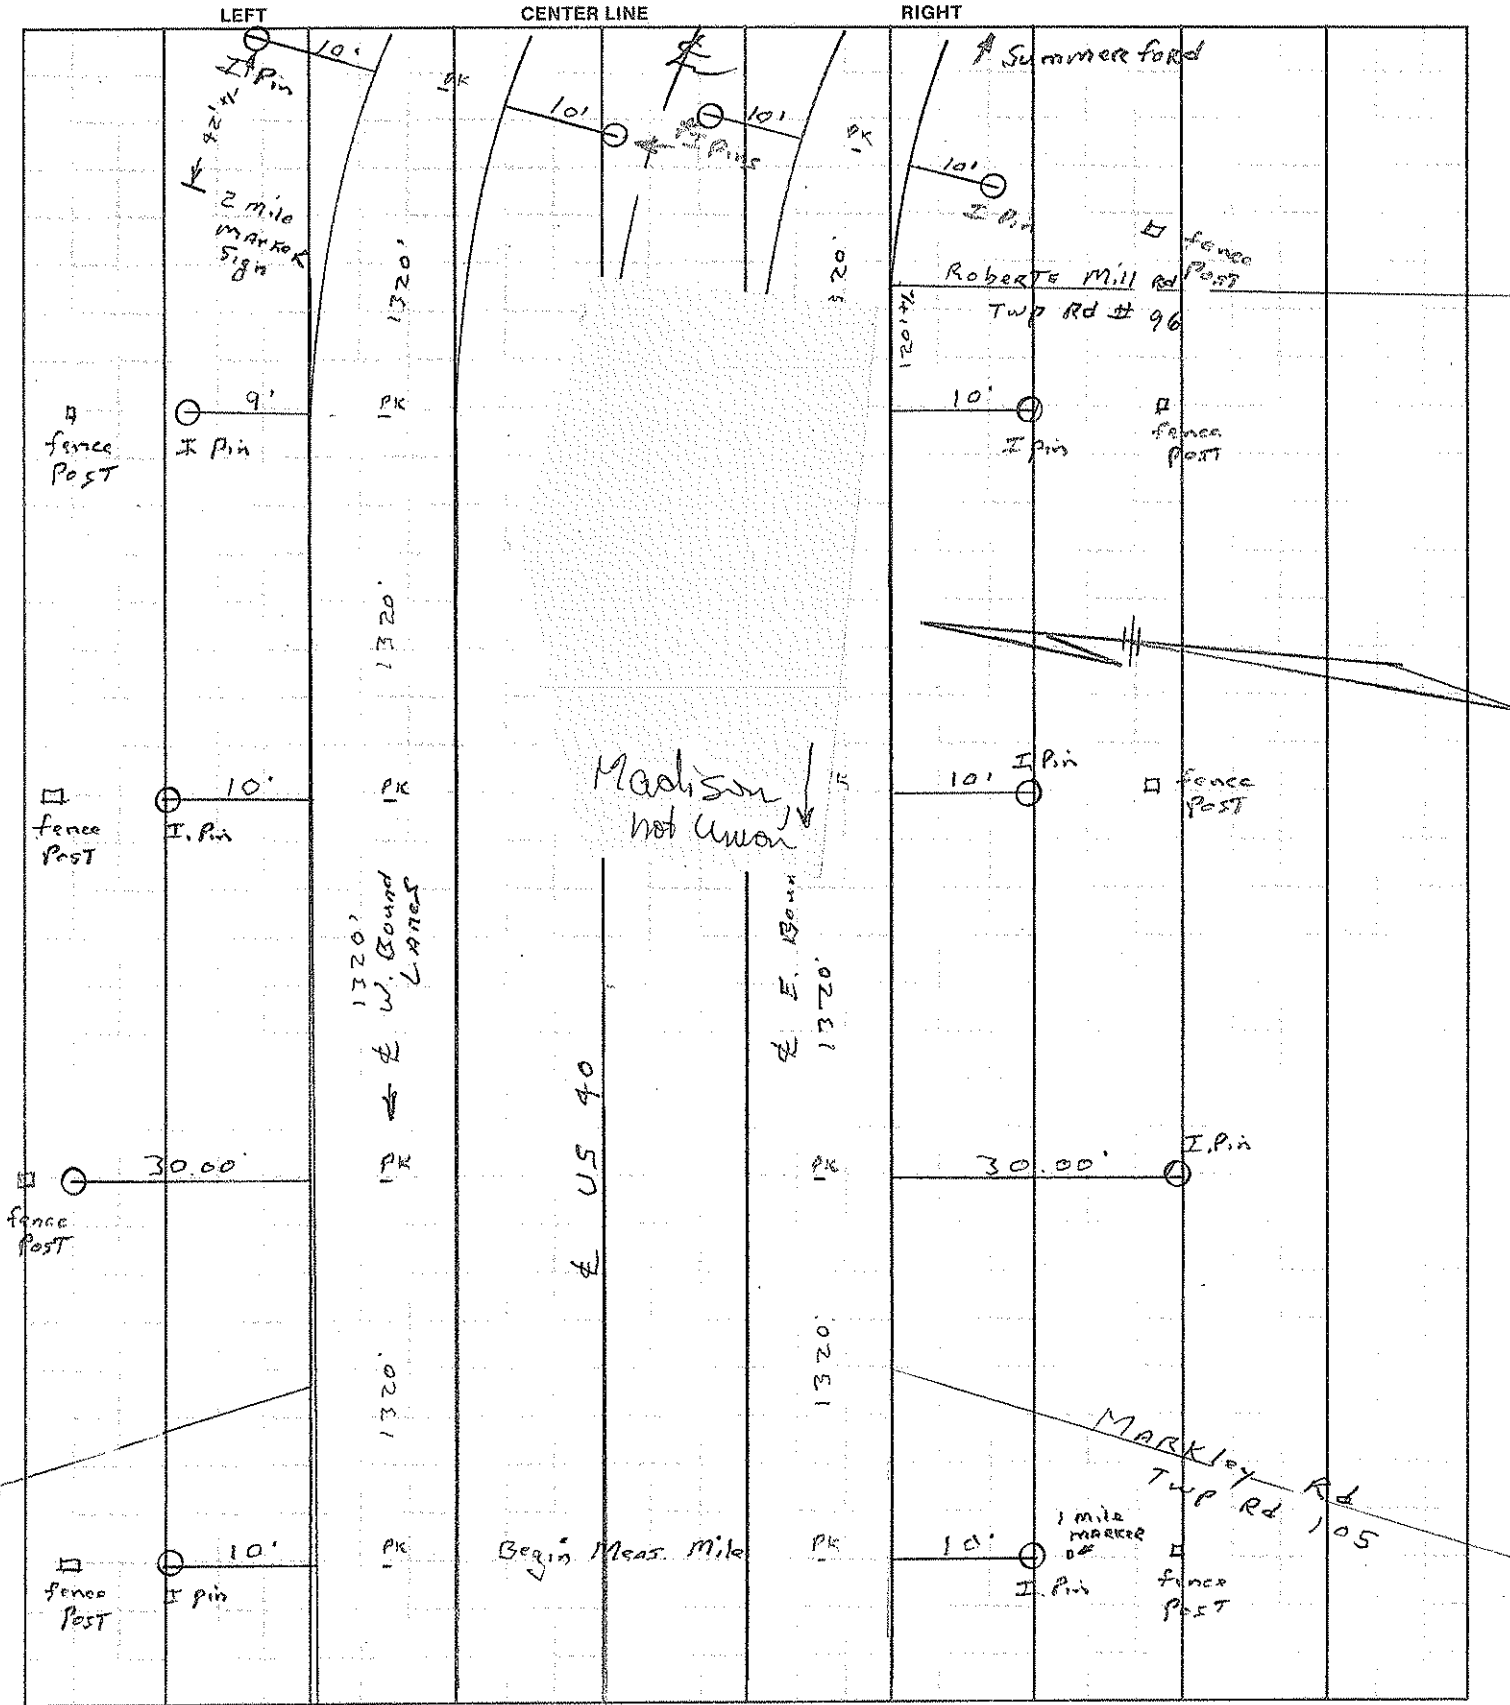 LEFT
CENTER LINE
RIGHT
I Pin
10'
42' +/-
2 mile
Marker
Sign
PK
10'
℄
I Pins
10'
PK
10'
I Pin
Summerford
fence
Post
Roberts Mill Rd
Twp Rd # 96
1320'
120' +/-
fence
Post
I Pin
9'
PK
10'
I Pin
fence
Post
1320'
fence
Post
I. Pin
10'
PK
Madison,
not Union
10'
I Pin
fence
Post
1320'
℄ W. Bound
Lanes
℄ E. Boun
1320'
℄ US 40
fence
Post
30.00'
PK
PK
30.00'
I. Pin
1320'
1320'
Markley Rd
Twp Rd 105
fence
Post
I Pin
10'
PK
Begin Meas. Mile
PK
10'
I. Pin
1 mile
marker
fence
Post